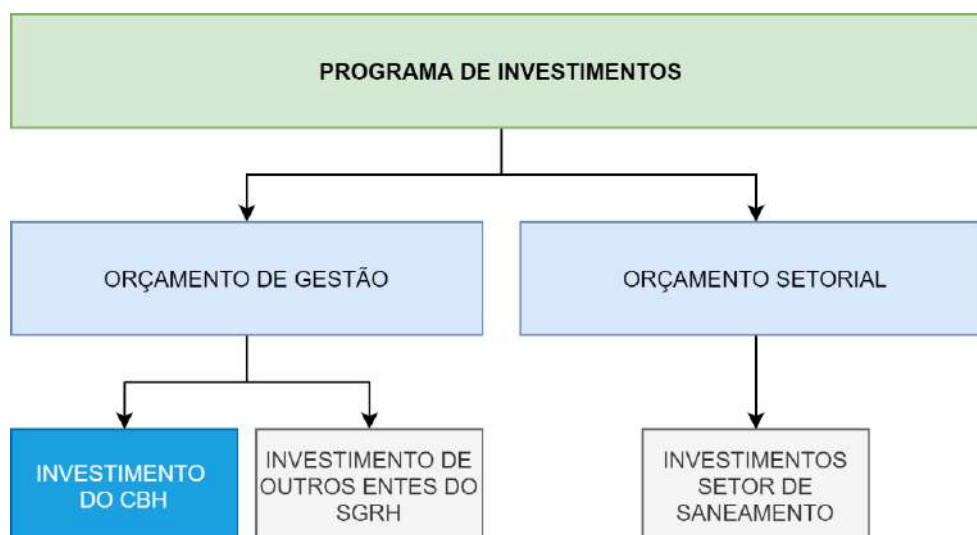 PROGRAMA DE INVESTIMENTOS
ORÇAMENTO DE GESTÃO
ORÇAMENTO SETORIAL
INVESTIMENTO
DO CBH
INVESTIMENTO DE
OUTROS ENTES DO
SGRH
INVESTIMENTOS
SETOR DE
SANEAMENTO